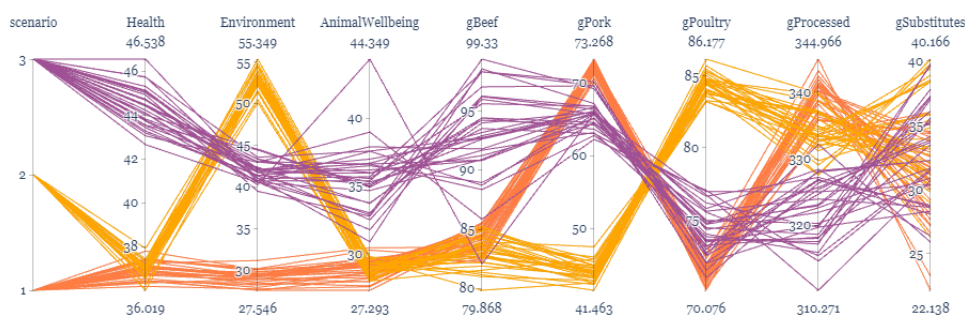 scenario Health Environment AnimalWellbeing gBeef gPork gPoultry gProcessed gSubstitutes
46.538 55.349 44.349 99.33 73.268 86.177 344.966 40.166
3 46 55 40 95 70 85 340 40
44 50 35 90 60 80 330 35
2 42 45 30 85 50 75 320 30
40 40 80 25
38 35
1 30
36.019 27.546 27.293 79.868 41.463 70.076 310.271 22.138